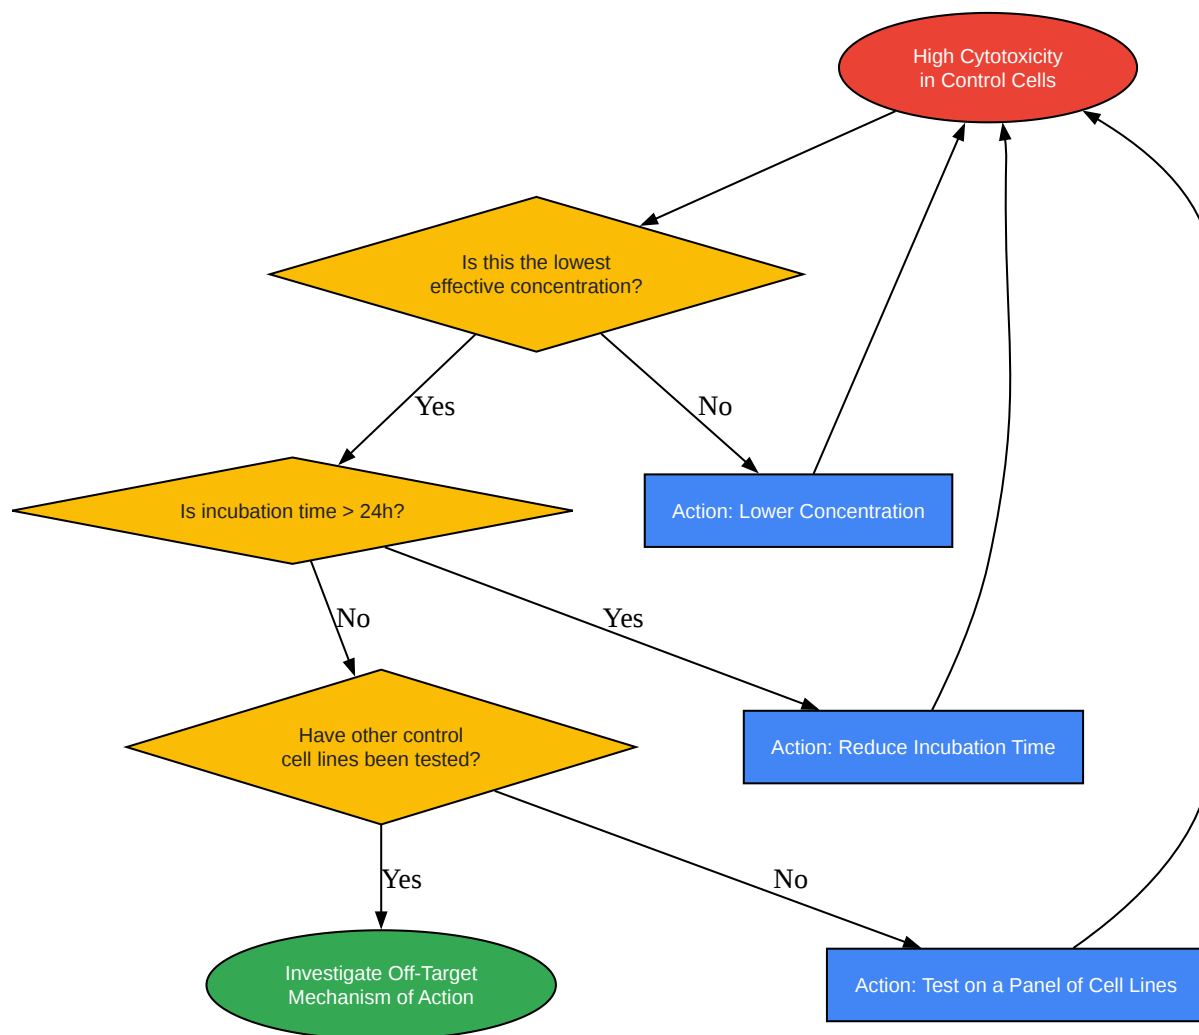 High Cytotoxicity
in Control Cells
Is this the lowest
effective concentration?
Yes
No
Is incubation time > 24h?
Action: Lower Concentration
No
Yes
Have other control
cell lines been tested?
Action: Reduce Incubation Time
Yes
No
Investigate Off-Target
Mechanism of Action
Action: Test on a Panel of Cell Lines